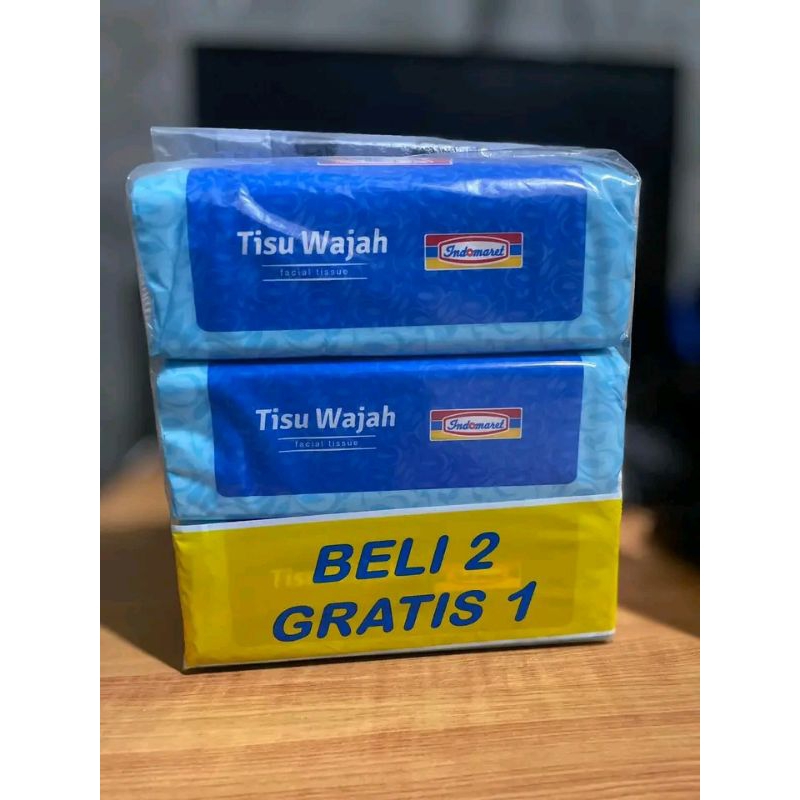 Tisu Wajah
facial tissue
Indomaret
Tisu Wajah
facial tissue
Indomaret
BELI 2
GRATIS 1